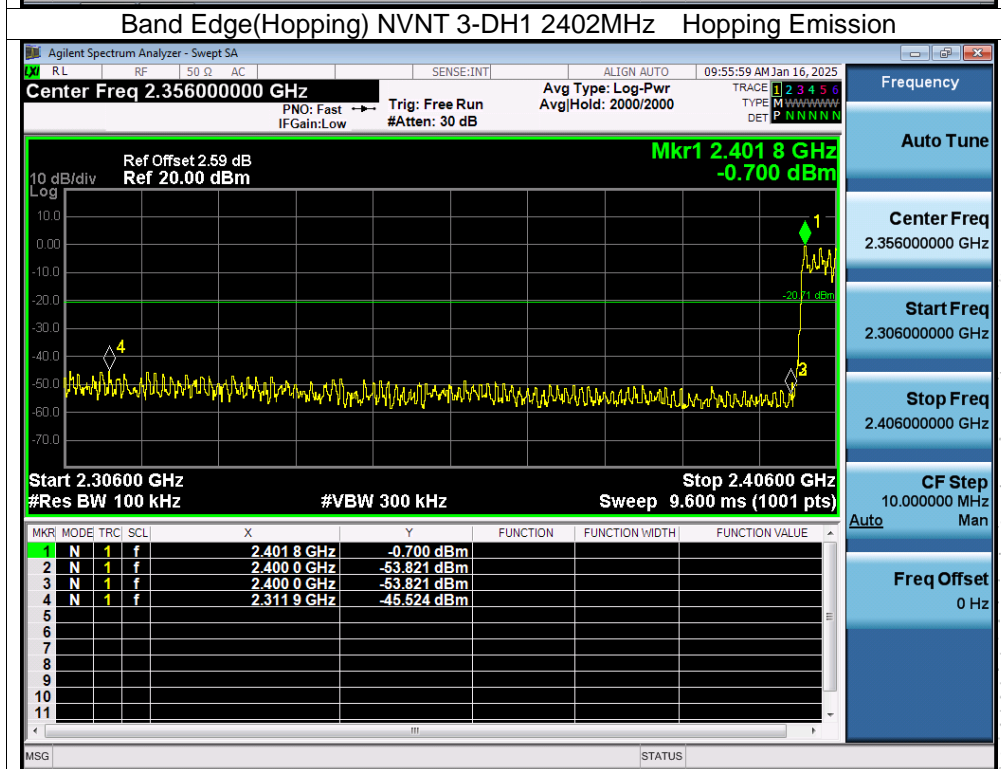 Band Edge(Hopping) NVNT 3-DH1 2402MHz Hopping Emission
Agilent Spectrum Analyzer - Swept SA
LXI RL RF 50 Ω AC SENSE:INT ALIGN AUTO 09:55:59 AM Jan 16, 2025
Center Freq 2.356000000 GHz
PNO: Fast
IFGain:Low
Trig: Free Run
#Atten: 30 dB
Avg Type: Log-Pwr
Avg|Hold: 2000/2000
TRACE 1 2 3 4 5 6
TYPE M WWWWW
DET P N N N N N
Mkr1 2.401 8 GHz
-0.700 dBm
Ref Offset 2.59 dB
10 dB/div Ref 20.00 dBm
Log
10.0
0.00
-10.0
-20.0
-30.0
-40.0
-50.0
-60.0
-70.0
1
-20.71 dBm
4
3
Start 2.30600 GHz Stop 2.40600 GHz
#Res BW 100 kHz #VBW 300 kHz Sweep 9.600 ms (1001 pts)
MKR MODE TRC SCL X Y FUNCTION FUNCTION WIDTH FUNCTION VALUE
1 N 1 f 2.401 8 GHz -0.700 dBm
2 N 1 f 2.400 0 GHz -53.821 dBm
3 N 1 f 2.400 0 GHz -53.821 dBm
4 N 1 f 2.311 9 GHz -45.524 dBm
5
6
7
8
9
10
11
MSG STATUS
Frequency
Auto Tune
Center Freq
2.356000000 GHz
Start Freq
2.306000000 GHz
Stop Freq
2.406000000 GHz
CF Step
10.000000 MHz
Auto Man
Freq Offset
0 Hz